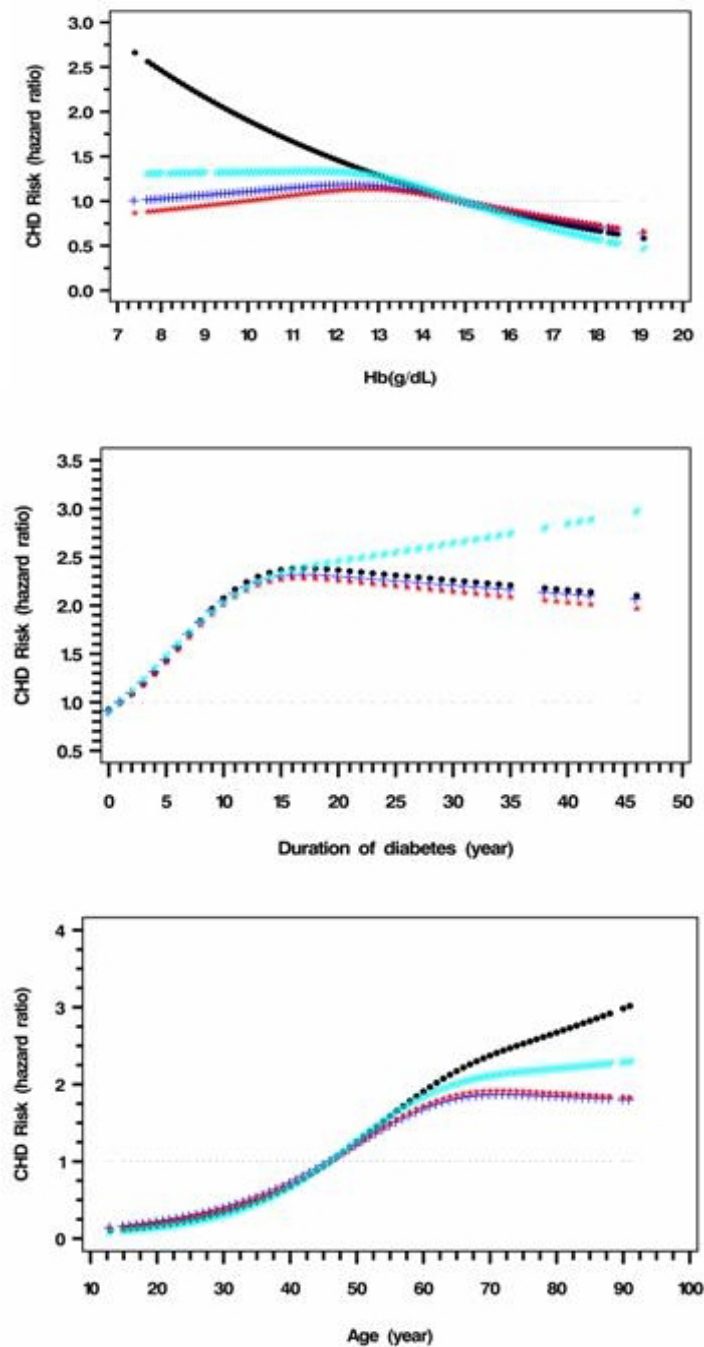 CHD Risk (hazard ratio)
3.0
2.5
2.0
1.5
1.0
0.5
0.0
7 8 9 10 11 12 13 14 15 16 17 18 19 20
Hb(g/dL)
CHD Risk (hazard ratio)
3.5
3.0
2.5
2.0
1.5
1.0
0.5
0 5 10 15 20 25 30 35 40 45 50
Duration of diabetes (year)
CHD Risk (hazard ratio)
4
3
2
1
0
10 20 30 40 50 60 70 80 90 100
Age (year)